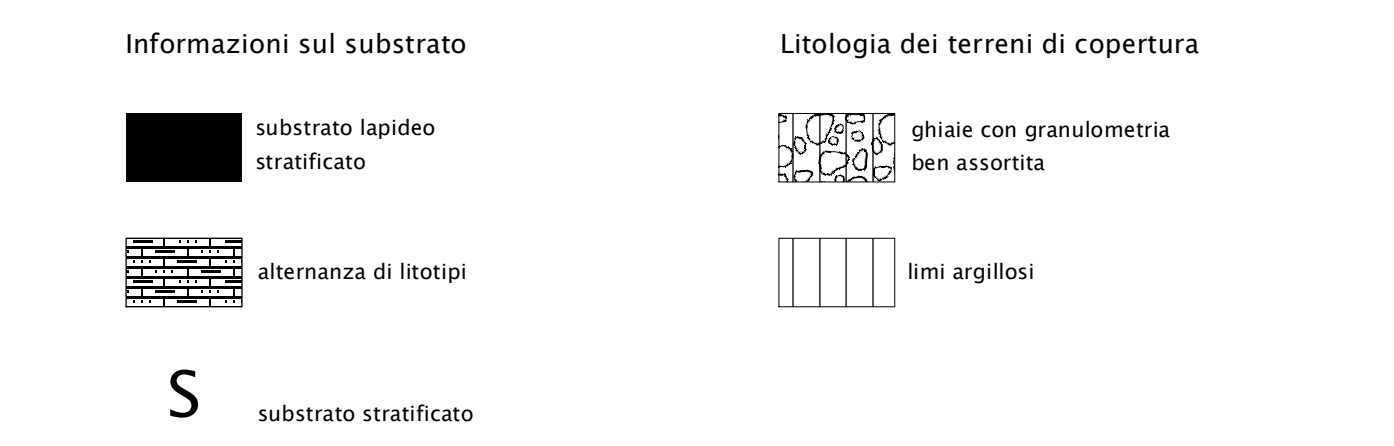 Informazioni sul substrato
substrato lapideo
stratificato
alternanza di litotipi
S
substrato stratificato
Litologia dei terreni di copertura
ghiaie con granulometria
ben assortita
limi argillosi